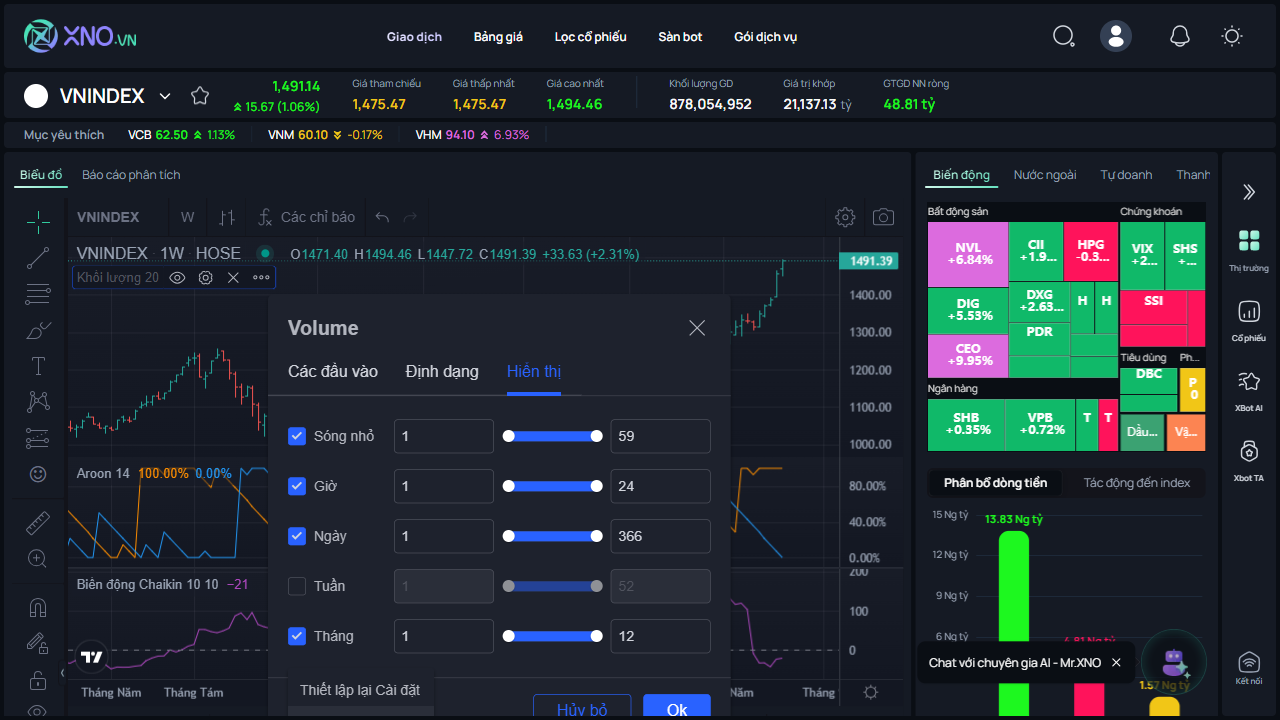 XNO.VN
Giao dịch Bảng giá Lọc cổ phiếu Sàn bot Gói dịch vụ
VNINDEX
1,491.14
15.67 (1.06%)
Giá tham chiếu
1,475.47
Giá thấp nhất
1,475.47
Giá cao nhất
1,494.46
Khối lượng GD
878,054,952
Giá trị khớp
21,137.13 tỷ
GTGD NN ròng
48.81 tỷ
Mục yêu thích VCB 62.50 1.13% VNM 60.10 -0.17% VHM 94.10 6.93%
Biểu đồ Báo cáo phân tích
VNINDEX W Các chỉ báo
VNINDEX 1W HOSE O1471.40 H1494.46 L1447.72 C1491.39 +33.63 (+2.31%)
Khối lượng 20
1491.39
1400.00
1300.00
1200.00
1100.00
1000.00
Aroon 14 100.00% 0.00%
80.00%
40.00%
0.00%
Biên động Chaikin 10 10 −21
200
100
0
Tháng Năm Tháng Tám Năm Tháng
Volume
Các đầu vào Định dạng Hiển thị
Sóng nhỏ 1 59
Giờ 1 24
Ngày 1 366
Tuần 1 52
Tháng 1 12
Thiết lập lại Cài đặt
Hủy bỏ Ok
Biến động Nước ngoài Tự doanh Thanh
Bất động sản
NVL
+6.84%
DIG
+5.53%
CEO
+9.95%
CII
+1.9...
HPG
-0.3...
DXG
+2.63...
H H
PDR
Chứng khoán
VIX
+2...
SHS
+...
SSI
Tiêu dùng Ph...
DBC
P
0
Dầu... Vậ...
Ngân hàng
SHB
+0.35%
VPB
+0.72%
T T
Phân bổ dòng tiền Tác động đến index
15 Ng tỷ
12 Ng tỷ
9 Ng tỷ
6 Ng tỷ
13.83 Ng tỷ
4.81 Ng tỷ
1.57 Ng tỷ
Chat với chuyên gia AI - Mr.XNO
Thị trường
Cổ phiếu
XBot AI
Xbot TA
Kết nối